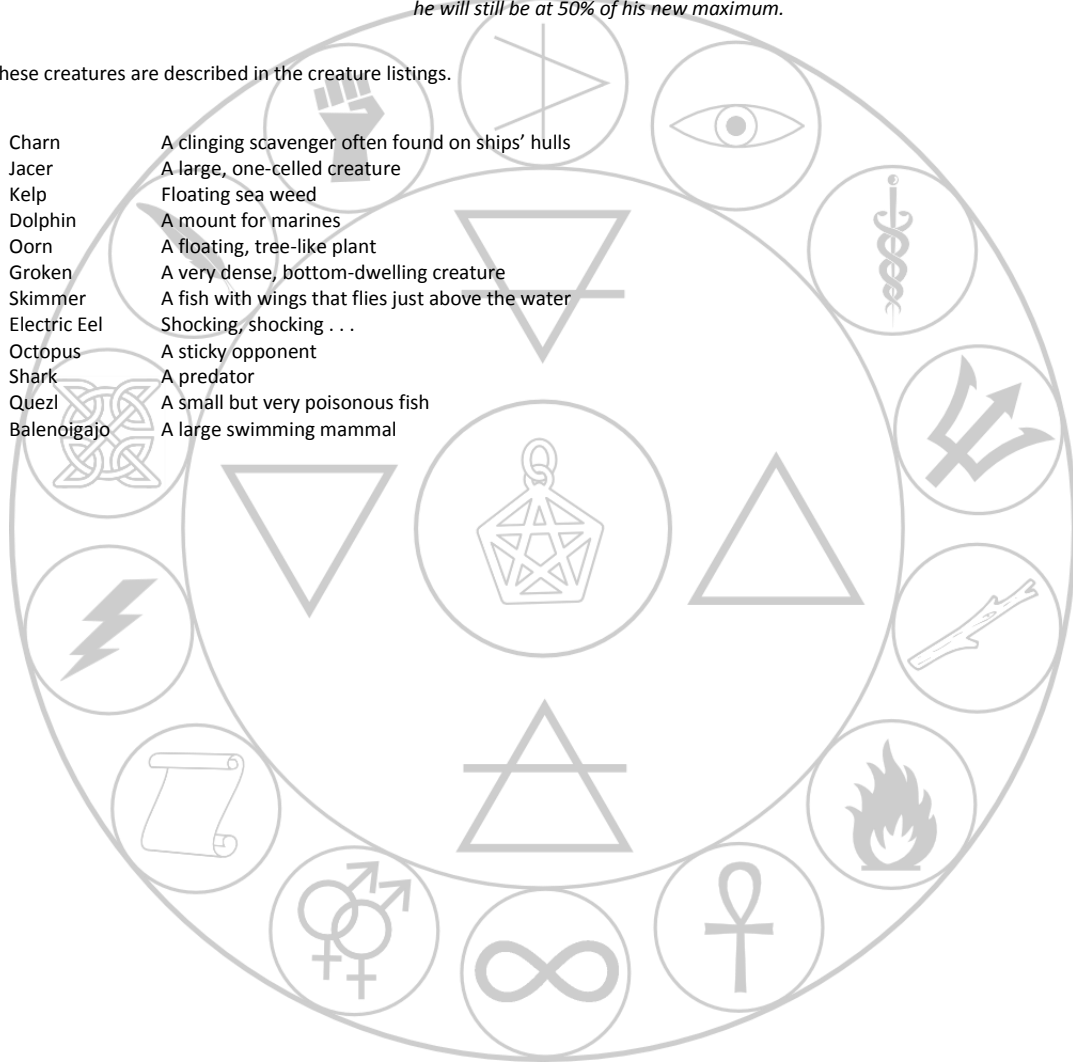 he will still be at 50% of his new maximum.
hese creatures are described in the creature listings.
Charn A clinging scavenger often found on ships’ hulls
Jacer A large, one-celled creature
Kelp Floating sea weed
Dolphin A mount for marines
Oorn A floating, tree-like plant
Groken A very dense, bottom-dwelling creature
Skimmer A fish with wings that flies just above the water
Electric Eel Shocking, shocking . . .
Octopus A sticky opponent
Shark A predator
Quezl A small but very poisonous fish
Balenoigajo A large swimming mammal